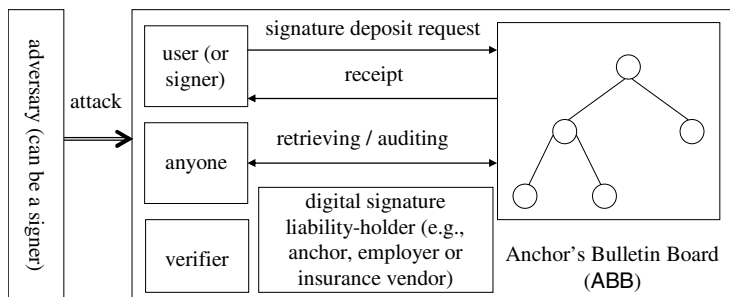 adversary (can be a signer)
attack
user (or
signer)
signature deposit request
receipt
anyone
retrieving / auditing
verifier
digital signature
liability-holder (e.g.,
anchor, employer or
insurance vendor)
Anchor's Bulletin Board
(ABB)